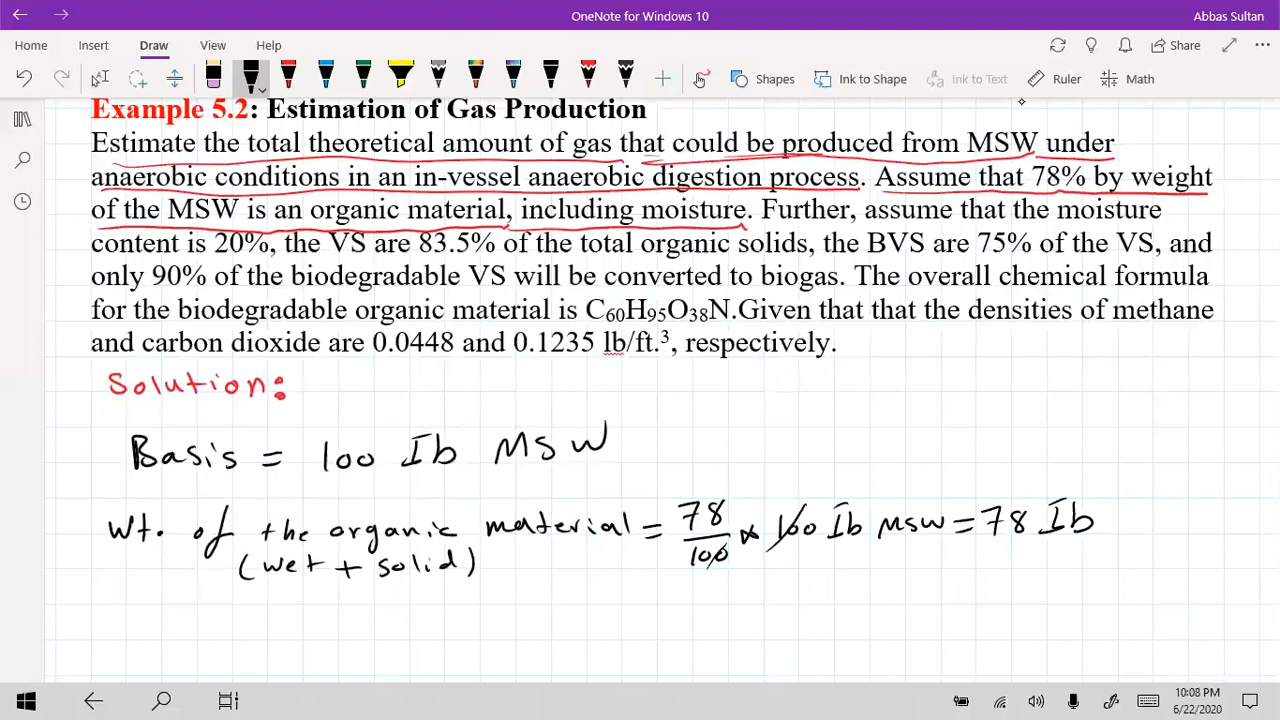 OneNote for Windows 10
Abbas Sultan
Home Insert Draw View Help Share
Shapes Ink to Shape Ink to Text Ruler Math
Example 5.2: Estimation of Gas Production
Estimate the total theoretical amount of gas that could be produced from MSW under
anaerobic conditions in an in-vessel anaerobic digestion process. Assume that 78% by weight
of the MSW is an organic material, including moisture. Further, assume that the moisture
content is 20%, the VS are 83.5% of the total organic solids, the BVS are 75% of the VS, and
only 90% of the biodegradable VS will be converted to biogas. The overall chemical formula
for the biodegradable organic material is C₆₀H₉₅O₃₈N.Given that that the densities of methane
and carbon dioxide are 0.0448 and 0.1235 lb/ft.³, respectively.
Solution:
Basis = 100 Ib MSW
Wt. of the organic material = 78/100 * 100 Ib MSW = 78 Ib
(wet + solid)
10:08 PM
6/22/2020